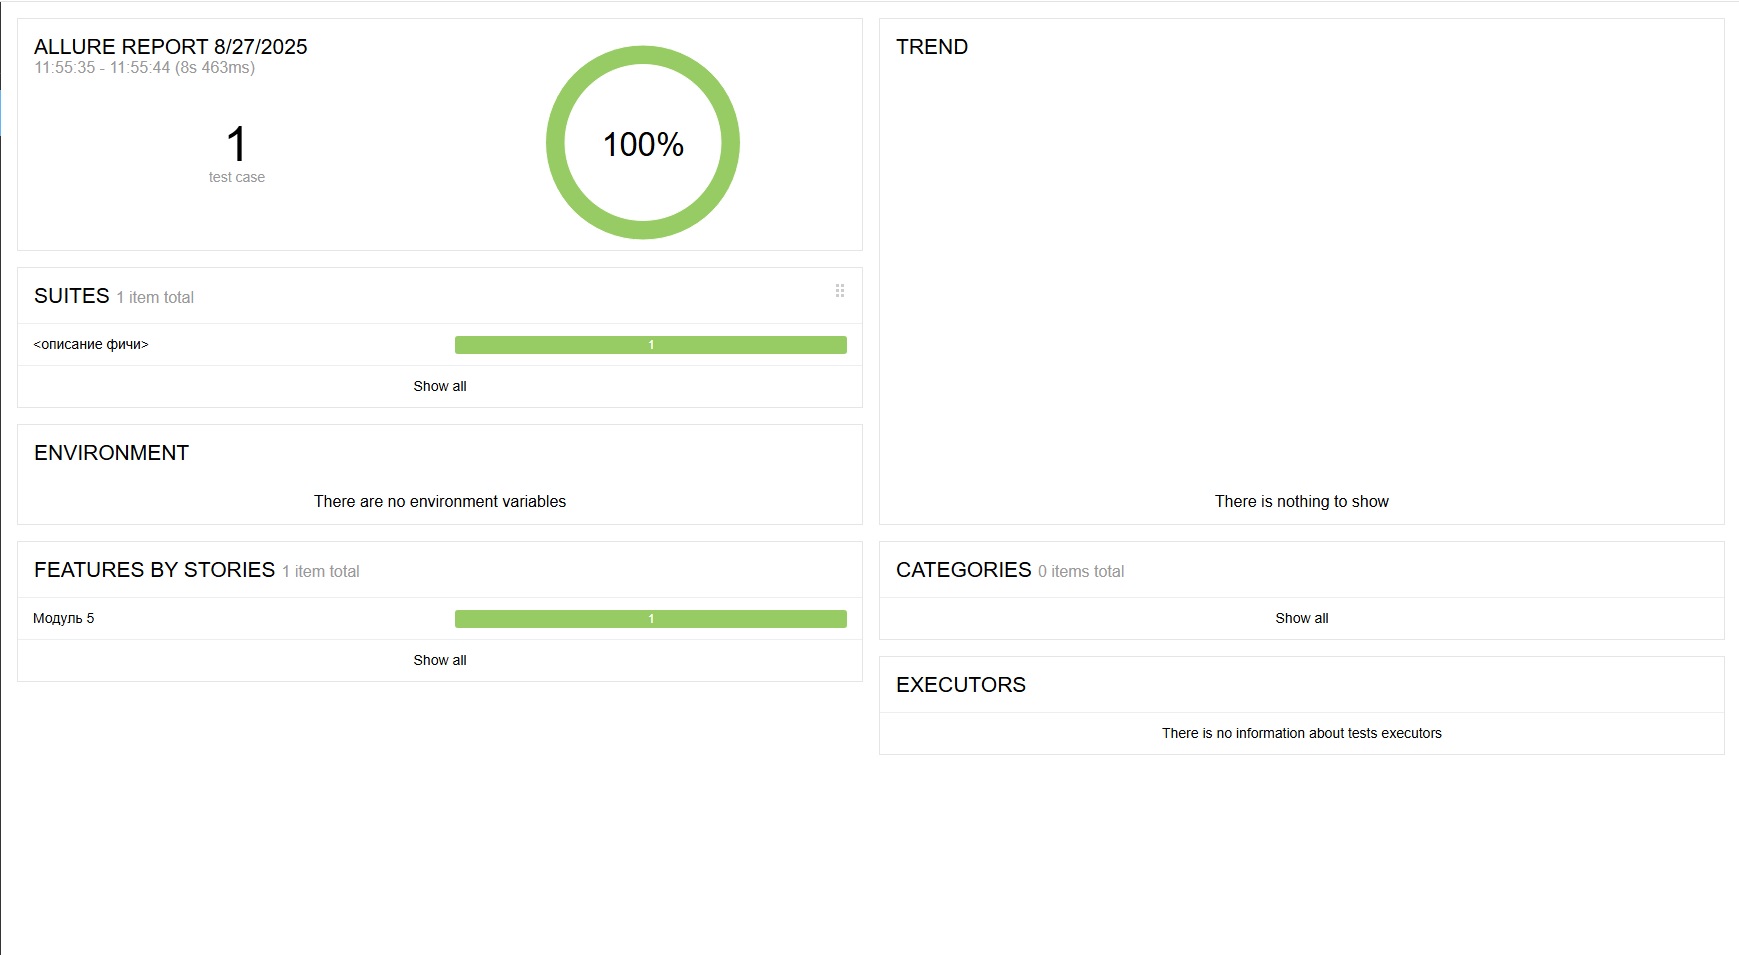 ALLURE REPORT 8/27/2025
11:55:35 - 11:55:44 (8s 463ms)
1
test case
100%
SUITES 1 item total
<описание фичи> 1
Show all
ENVIRONMENT
There are no environment variables
FEATURES BY STORIES 1 item total
Модуль 5 1
Show all
TREND
There is nothing to show
CATEGORIES 0 items total
Show all
EXECUTORS
There is no information about tests executors